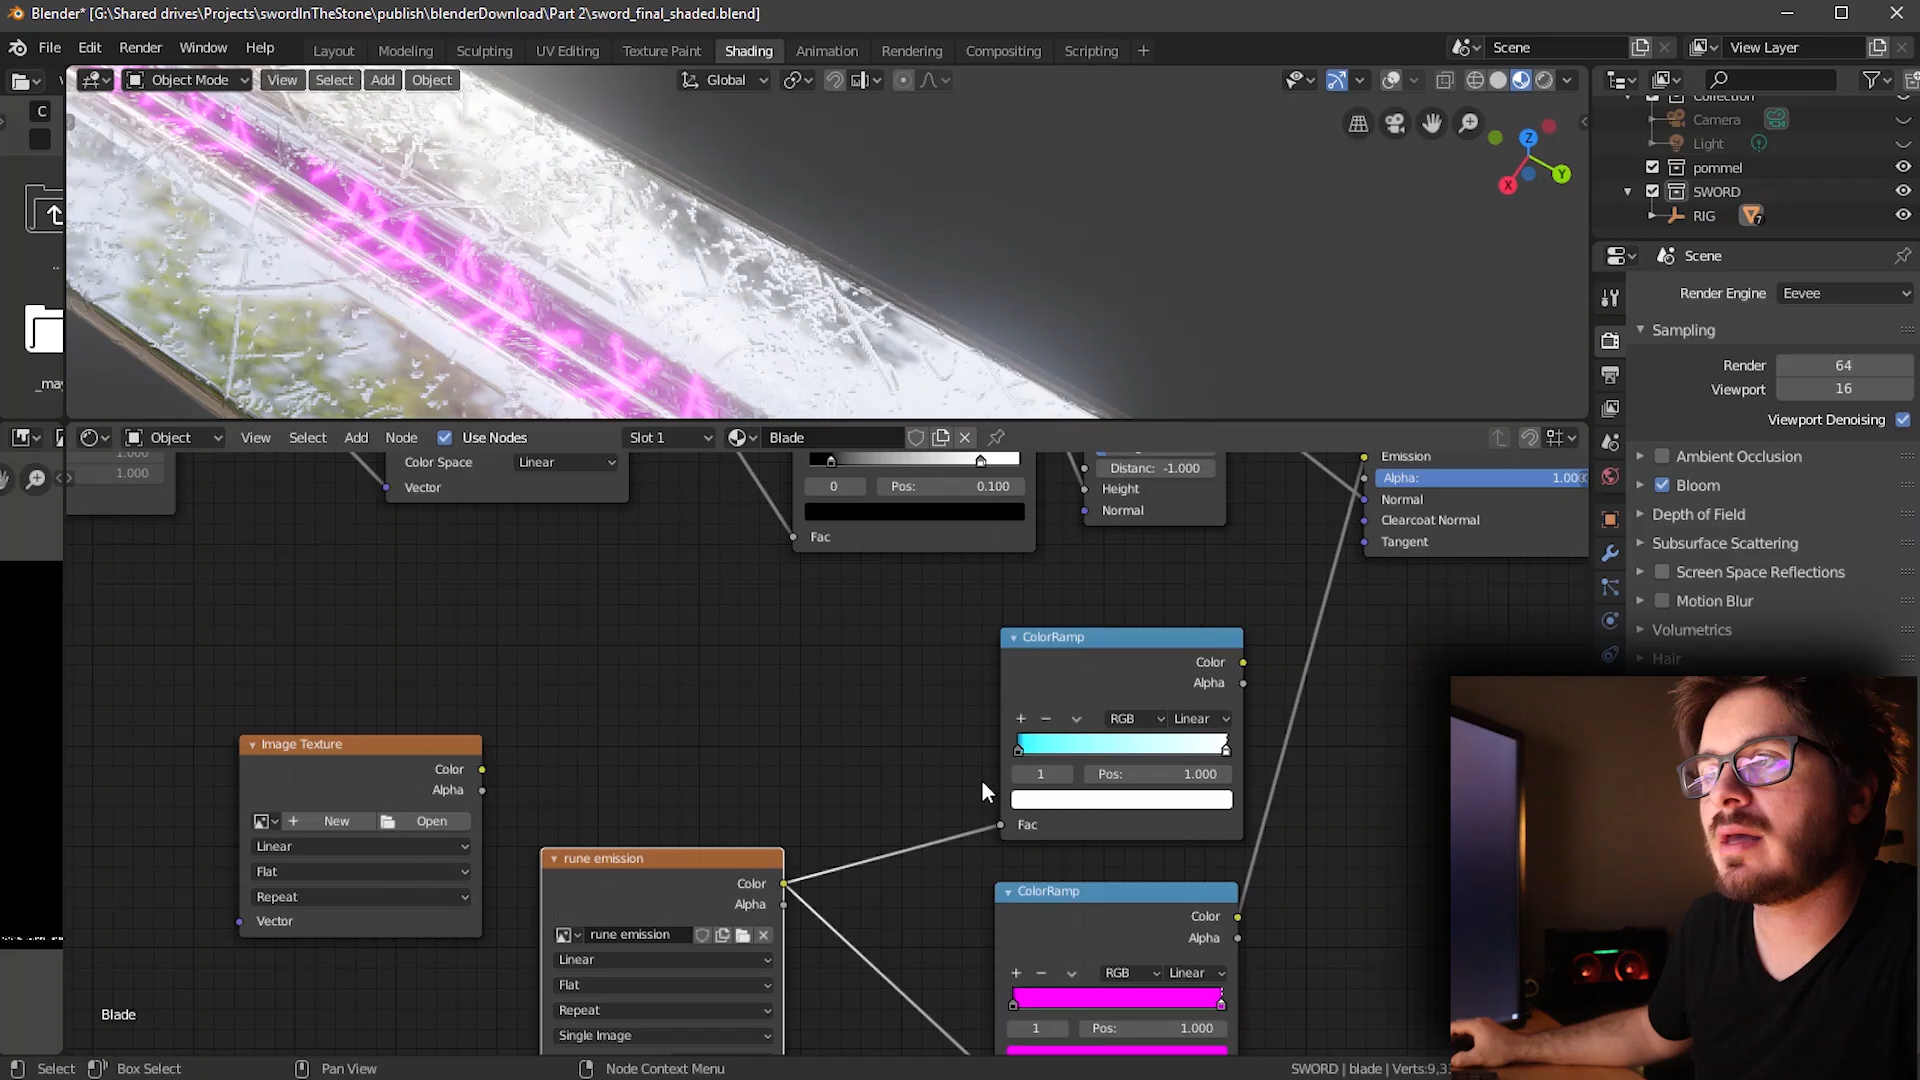 Blender* [G:\Shared drives\Projects\swordInTheStone\publish\blenderDownload\Part 2\sword_final_shaded.blend]
File Edit Render Window Help Layout Modeling Sculpting UV Editing Texture Paint Shading Animation Rendering Compositing Scripting + Scene View Layer
Object Mode View Select Add Object Global
C
Collection
Camera
Light
pommel
SWORD
RIG 7
Z
Y
X
Scene
Render Engine Eevee
Sampling
Render 64
Viewport 16
Viewport Denoising
Ambient Occlusion
Bloom
Depth of Field
Subsurface Scattering
Screen Space Reflections
Motion Blur
Volumetrics
Hair
..
_may
Object View Select Add Node Use Nodes Slot 1 Blade
1.000
1.000
Color Space Linear
Vector
0 Pos: 0.100
Fac
Distanc: -1.000
Height
Normal
Emission
Alpha: 1.000
Normal
Clearcoat Normal
Tangent
ColorRamp
Color
Alpha
+ − RGB Linear
1 Pos: 1.000
Fac
Image Texture
Color
Alpha
+ New Open
Linear
Flat
Repeat
Vector
rune emission
Color
Alpha
rune emission
Linear
Flat
Repeat
Single Image
ColorRamp
Color
Alpha
+ − RGB Linear
1 Pos: 1.000
Blade
Select Box Select Pan View Node Context Menu SWORD | blade | Verts:9,3